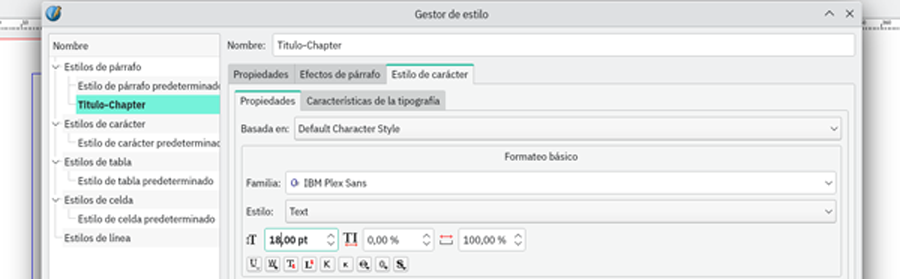 Gestor de estilo
Nombre
Estilos de párrafo
Estilo de párrafo predeterminado
Titulo-Chapter
Estilos de carácter
Estilo de carácter predeterminac
Estilos de tabla
Estilo de tabla predeterminado
Estilos de celda
Estilo de celda predeterminado
Estilos de línea
Nombre: Titulo-Chapter
Propiedades Efectos de párrafo Estilo de carácter
Propiedades Características de la tipografía
Basada en: Default Character Style
Formateo básico
Familia: IBM Plex Sans
Estilo: Text
18,00 pt 0,00 % 100,00 %